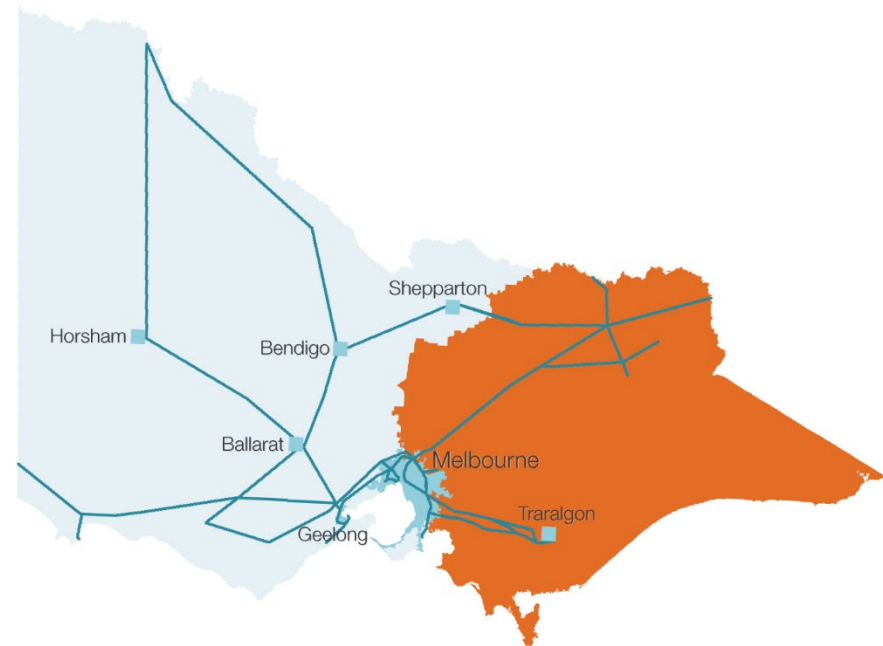 Shepparton
Horsham
Bendigo
Ballarat
Melbourne
Traralgon
Geelong